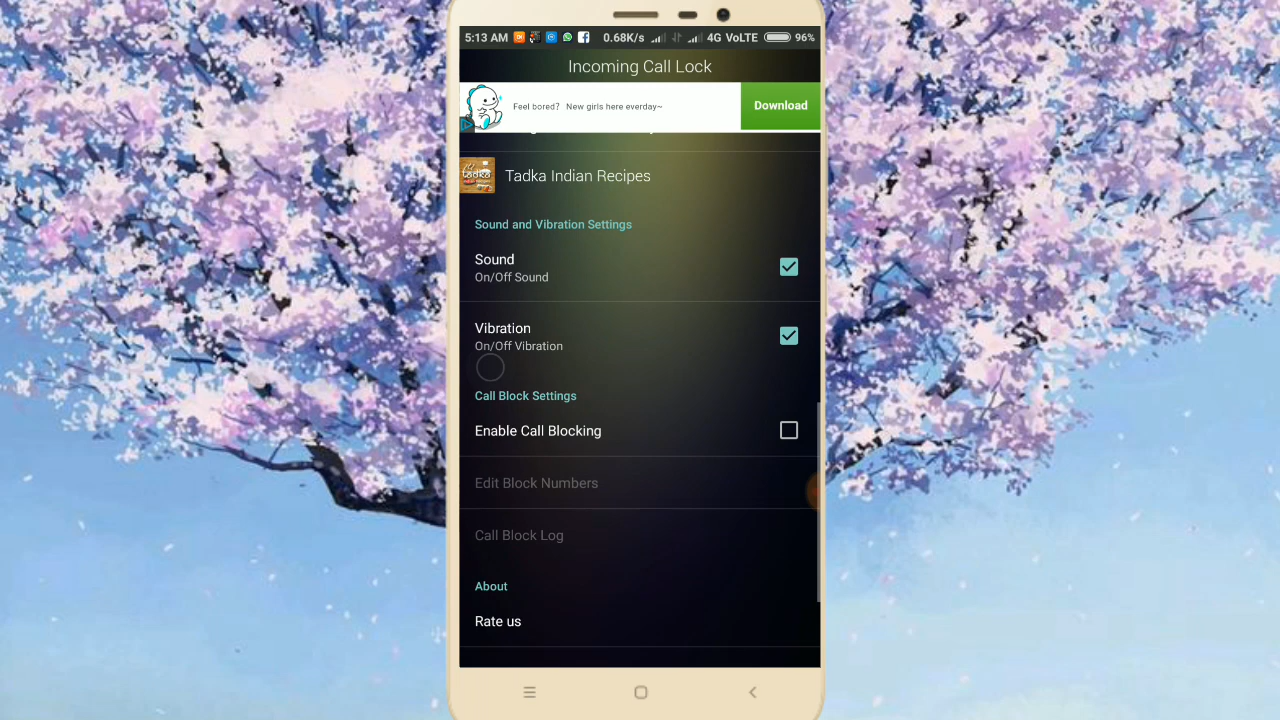 5:13 AM 0.68K/s 4G VoLTE 96%
Incoming Call Lock
Feel bored? New girls here everday~
Download
tadka
Tadka Indian Recipes
Sound and Vibration Settings
Sound
On/Off Sound
Vibration
On/Off Vibration
Call Block Settings
Enable Call Blocking
Edit Block Numbers
Call Block Log
About
Rate us